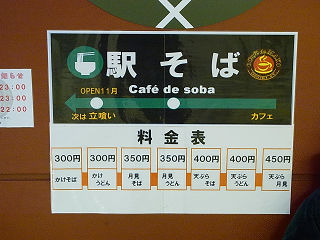 駅そば
OPEN11月
Café de soba
次は 立喰い
カフェ
料金表
300円 300円 350円 350円 400円 400円 450円
かけそば
かけうどん
月見そば
月見うどん
天ぷらそば
天ぷらうどん
天ぷら月見
23:00
23:00
22:00